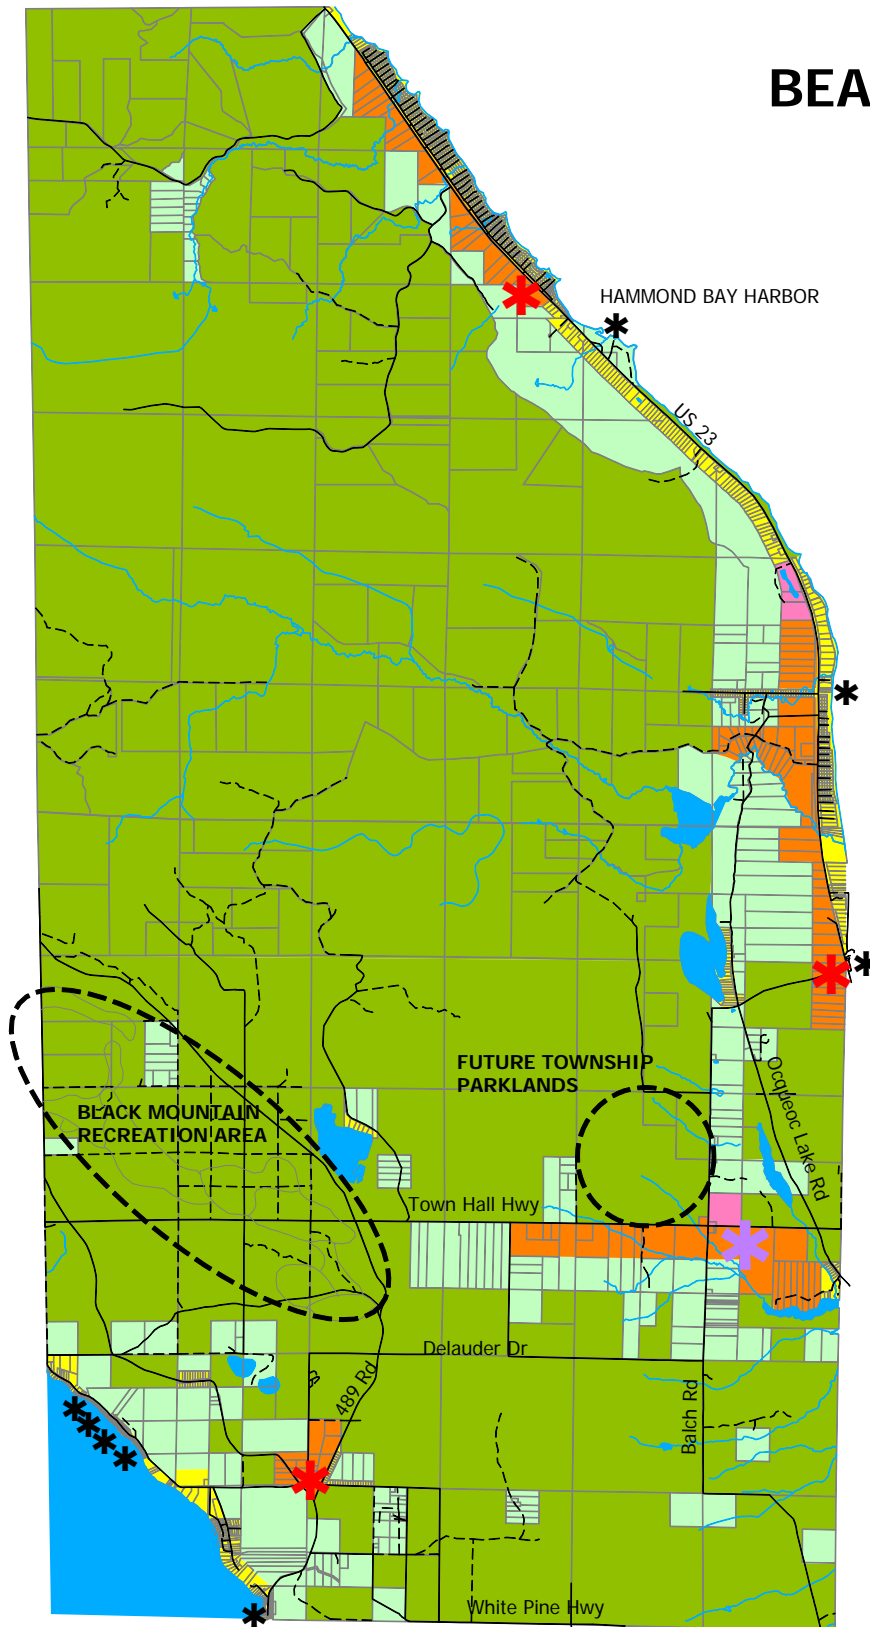 BEA
HAMMOND BAY HARBOR
US 23
FUTURE TOWNSHIP
PARKLANDS
BLACK MOUNTAIN
RECREATION AREA
Ocqueoc Lake Rd
Town Hall Hwy
Delauder Dr
489 Rd
Balch Rd
White Pine Hwy